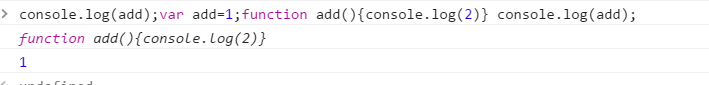 > console.log(add);var add=1;function add(){console.log(2)} console.log(add);
function add(){console.log(2)}
1
undefined